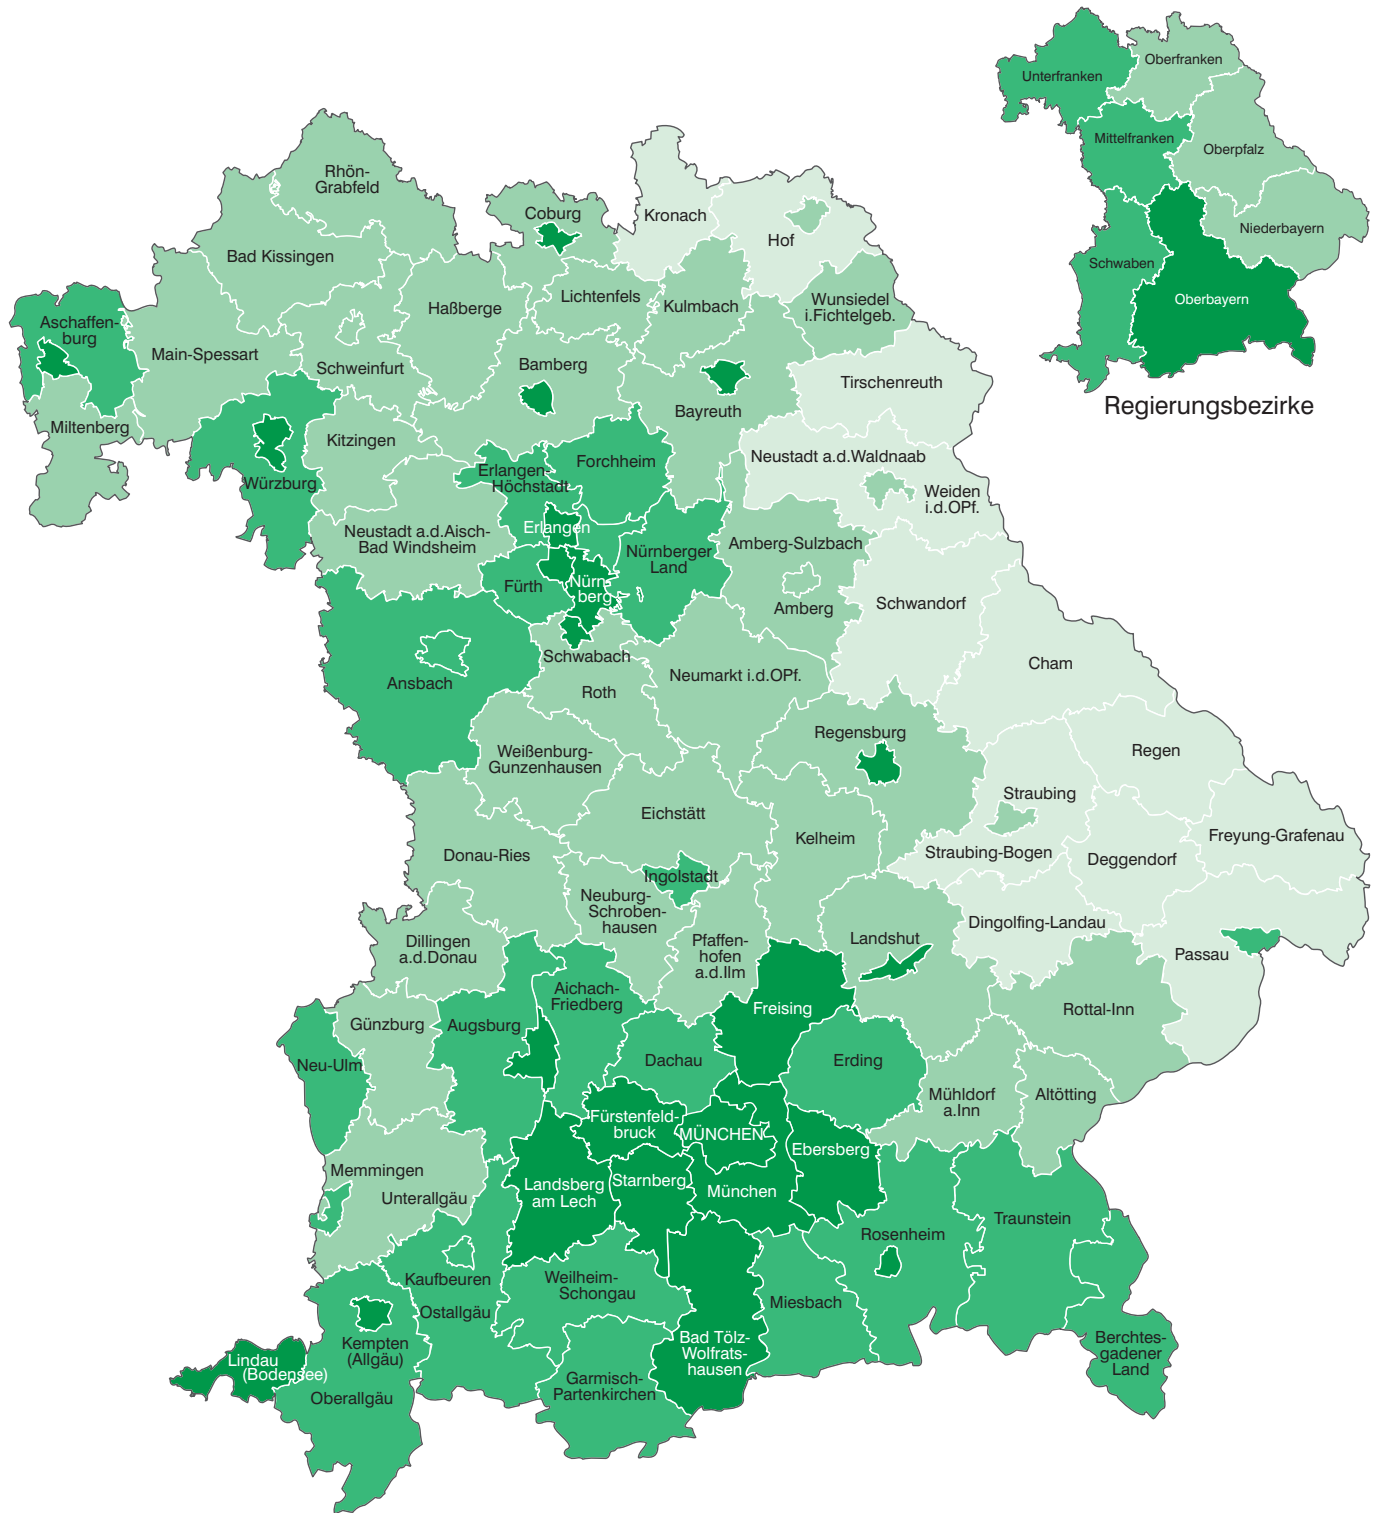 Unterfranken
Oberfranken
Mittelfranken
Oberpfalz
Niederbayern
Schwaben
Oberbayern
Regierungsbezirke
Rhön-
Grabfeld
Coburg
Kronach
Hof
Bad Kissingen
Haßberge
Lichtenfels
Kulmbach
Wunsiedel
i.Fichtelgeb.
Aschaffen-
burg
Main-Spessart
Schweinfurt
Bamberg
Bayreuth
Tirschenreuth
Miltenberg
Kitzingen
Würzburg
Erlangen-
Höchstadt
Forchheim
Neustadt a.d.Waldnaab
Weiden
i.d.OPf.
Neustadt a.d.Aisch-
Bad Windsheim
Erlangen
Nürnberger
Land
Amberg-Sulzbach
Fürth
Nürn-
berg
Amberg
Schwandorf
Schwabach
Ansbach
Roth
Neumarkt i.d.OPf.
Cham
Weißenburg-
Gunzenhausen
Regensburg
Regen
Eichstätt
Straubing
Kelheim
Freyung-Grafenau
Donau-Ries
Straubing-Bogen
Deggendorf
Ingolstadt
Neuburg-
Schroben-
hausen
Dingolfing-Landau
Dillingen
a.d.Donau
Pfaffen-
hofen
a.d.Ilm
Landshut
Passau
Aichach-
Friedberg
Freising
Rottal-Inn
Günzburg
Augsburg
Neu-Ulm
Dachau
Erding
Mühldorf
a.Inn
Altötting
Fürstenfeld-
bruck
MÜNCHEN
Ebersberg
Memmingen
Unterallgäu
Landsberg
am Lech
Starnberg
München
Traunstein
Rosenheim
Kaufbeuren
Ostallgäu
Weilheim-
Schongau
Miesbach
Kempten
(Allgäu)
Bad Tölz-
Wolfrats-
hausen
Berchtes-
gadener
Land
Lindau
(Bodensee)
Oberallgäu
Garmisch-
Partenkirchen